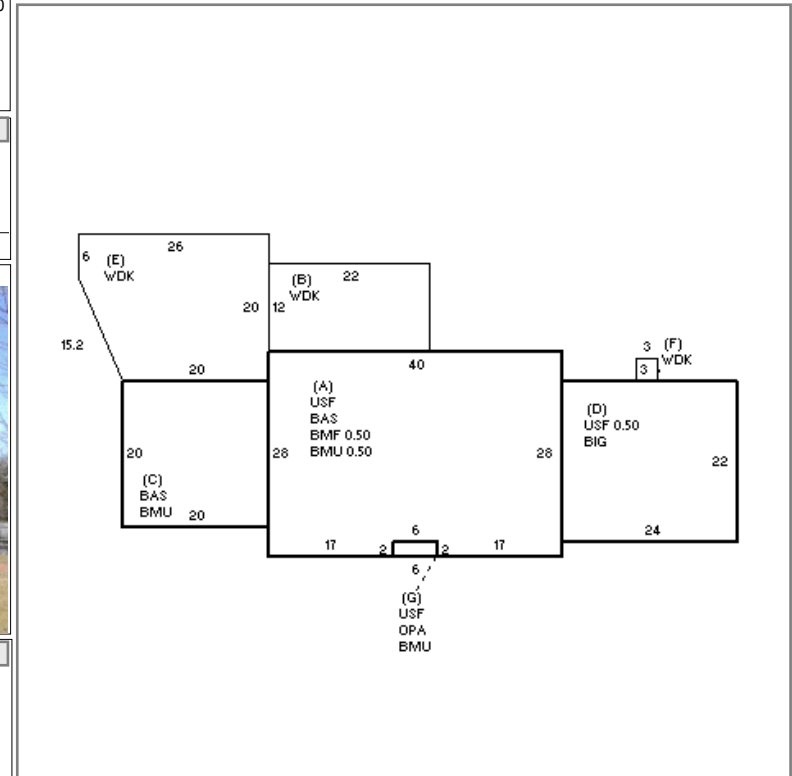 26
6
(E)
WDK
20
15.2
20
22
(B)
WDK
12
40
(A)
USF
BAS
BMF 0.50
BMU 0.50
28
28
17
6
17
2
2
6
(G)
USF
OPA
BMU
20
(C)
BAS
BMU
20
3
(F)
WDK
3
(D)
USF 0.50
BIG
22
24